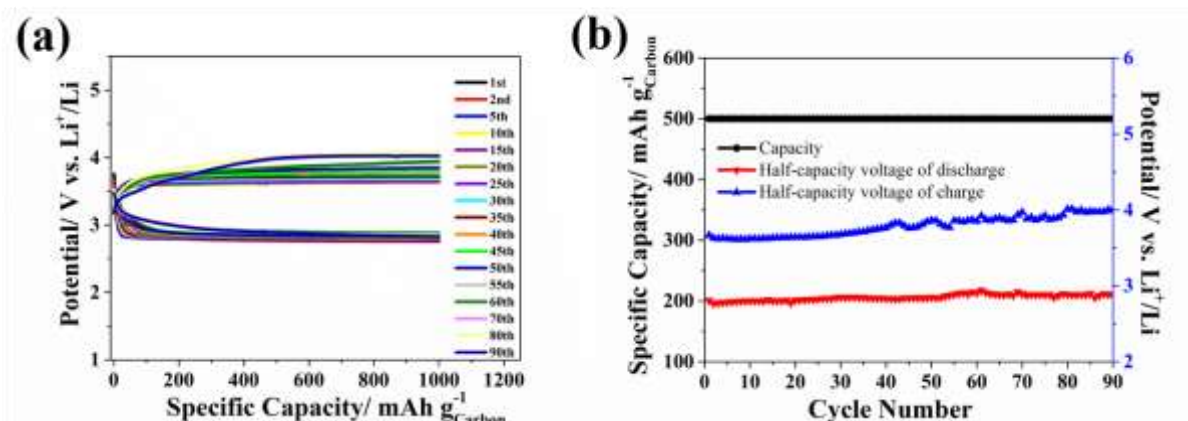 (a)
Potential/ V vs. Li⁺/Li
5
4
3
2
1
0
200
400
600
800
1000
1200
Specific Capacity/ mAh g⁻¹Carbon
1st
2nd
5th
10th
15th
20th
25th
30th
35th
40th
45th
50th
55th
60th
70th
80th
90th
(b)
Specific Capacity/ mAh g⁻¹Carbon
600
500
400
300
200
100
Capacity
Half-capacity voltage of discharge
Half-capacity voltage of charge
0
10
20
30
40
50
60
70
80
90
Cycle Number
6
5
4
3
2
Potential/ V vs. Li⁺/Li